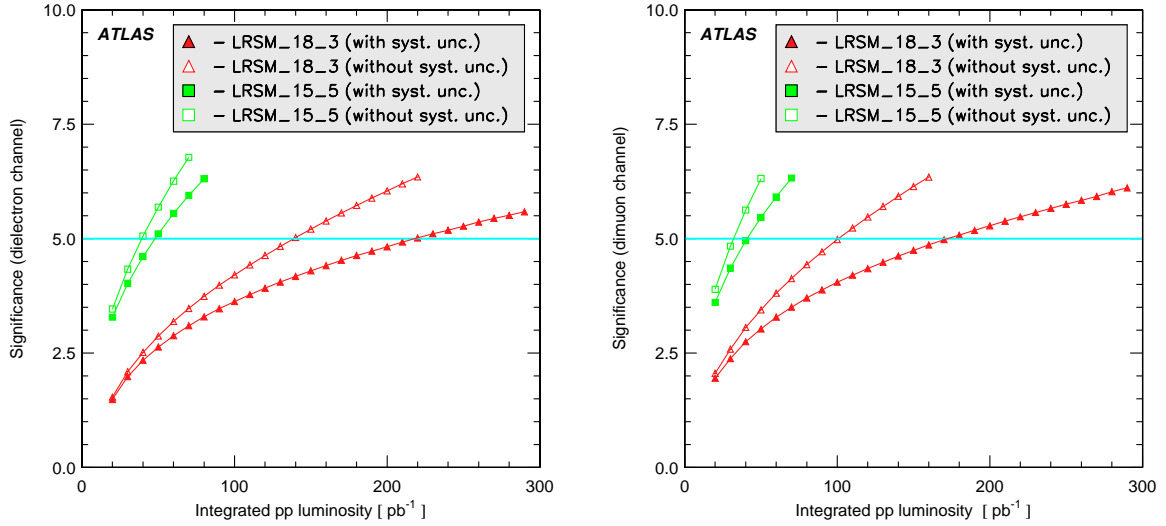 ATLAS
– LRSM_18_3 (with syst. unc.)
– LRSM_18_3 (without syst. unc.)
– LRSM_15_5 (with syst. unc.)
– LRSM_15_5 (without syst. unc.)
10.0
7.5
5.0
2.5
0.0
0
100
200
300
Significance (dielectron channel)
Integrated pp luminosity [ pb-1 ]
ATLAS
– LRSM_18_3 (with syst. unc.)
– LRSM_18_3 (without syst. unc.)
– LRSM_15_5 (with syst. unc.)
– LRSM_15_5 (without syst. unc.)
10.0
7.5
5.0
2.5
0.0
0
100
200
300
Significance (dimuon channel)
Integrated pp luminosity [ pb-1 ]